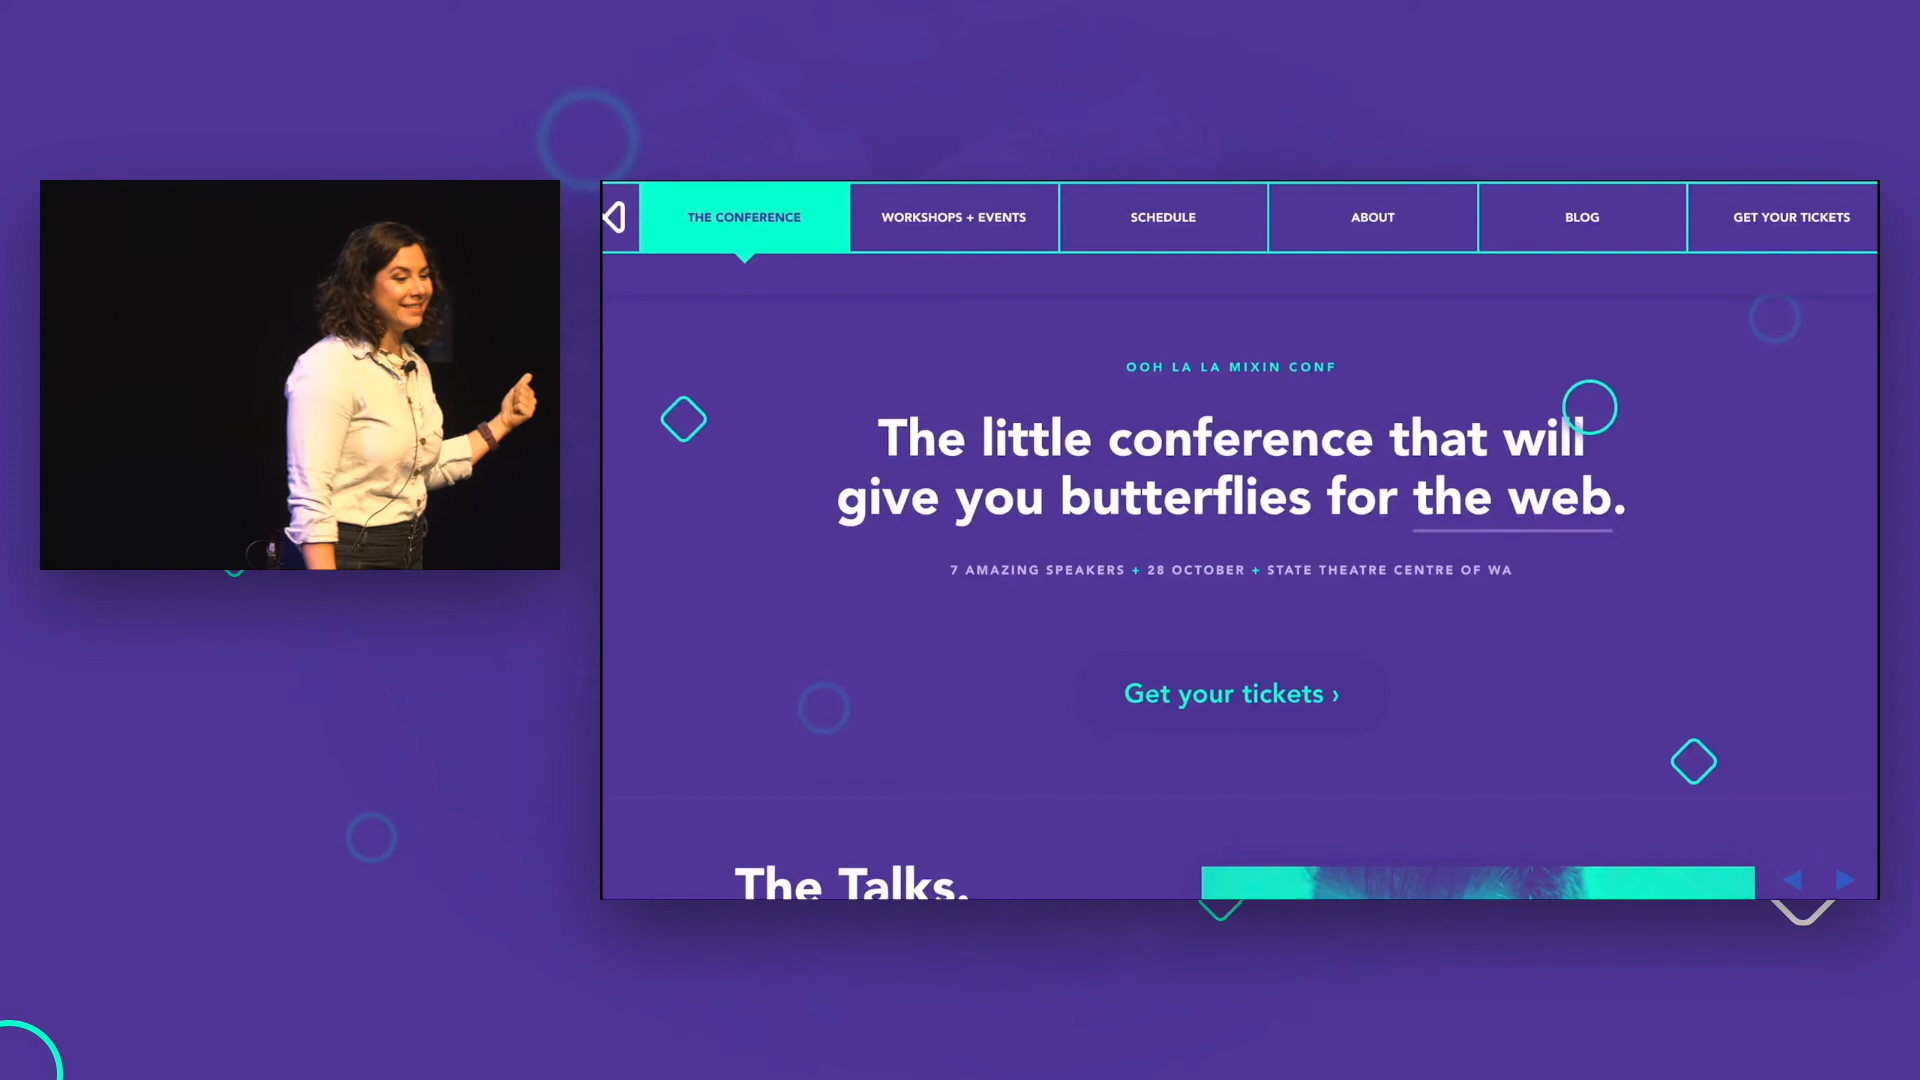 THE CONFERENCE
WORKSHOPS + EVENTS
SCHEDULE
ABOUT
BLOG
GET YOUR TICKETS
OOH LA LA MIXIN CONF
The little conference that will
give you butterflies for the web.
7 AMAZING SPEAKERS + 28 OCTOBER + STATE THEATRE CENTRE OF WA
Get your tickets ›
The Talks.